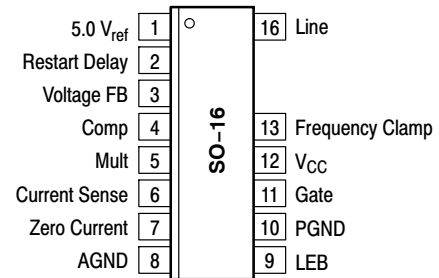 5.0 Vref 1
Restart Delay 2
Voltage FB 3
Comp 4
Mult 5
Current Sense 6
Zero Current 7
AGND 8
SO–16
16 Line
13 Frequency Clamp
12 VCC
11 Gate
10 PGND
9 LEB